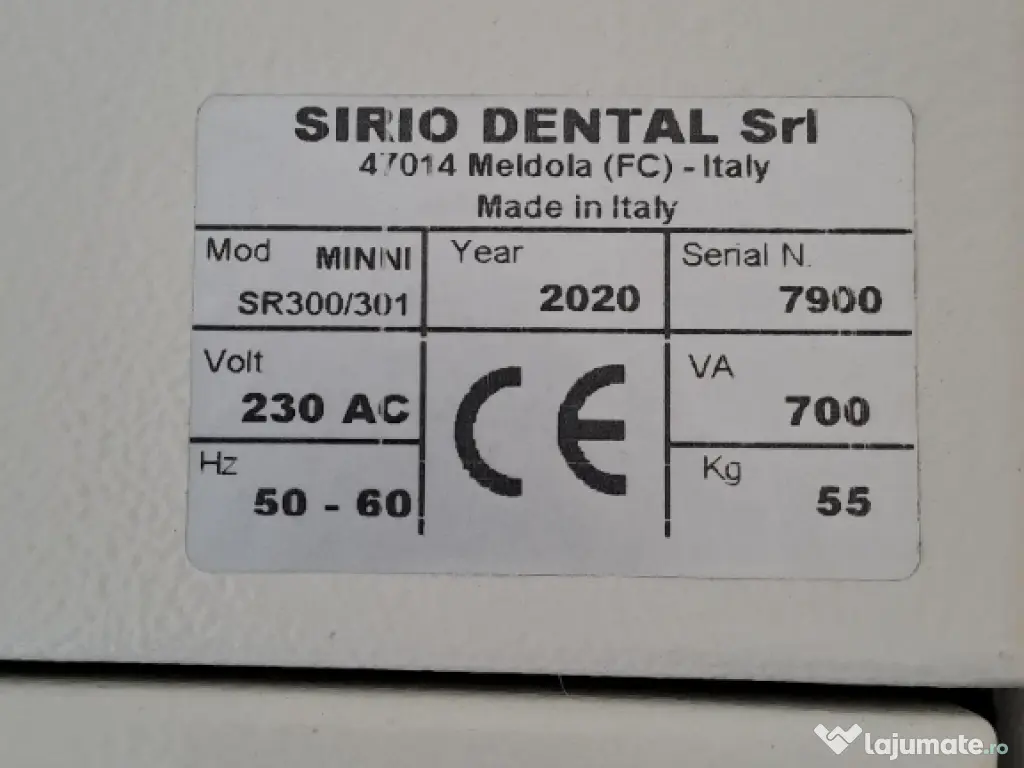 SIRIO DENTAL Srl
47014 Meldola (FC) - Italy
Made in Italy
Mod MINNI
SR300/301
Year
2020
Serial N.
7900
Volt
230 AC
CE
VA
700
Hz
50 - 60
Kg
55
lajumate.ro